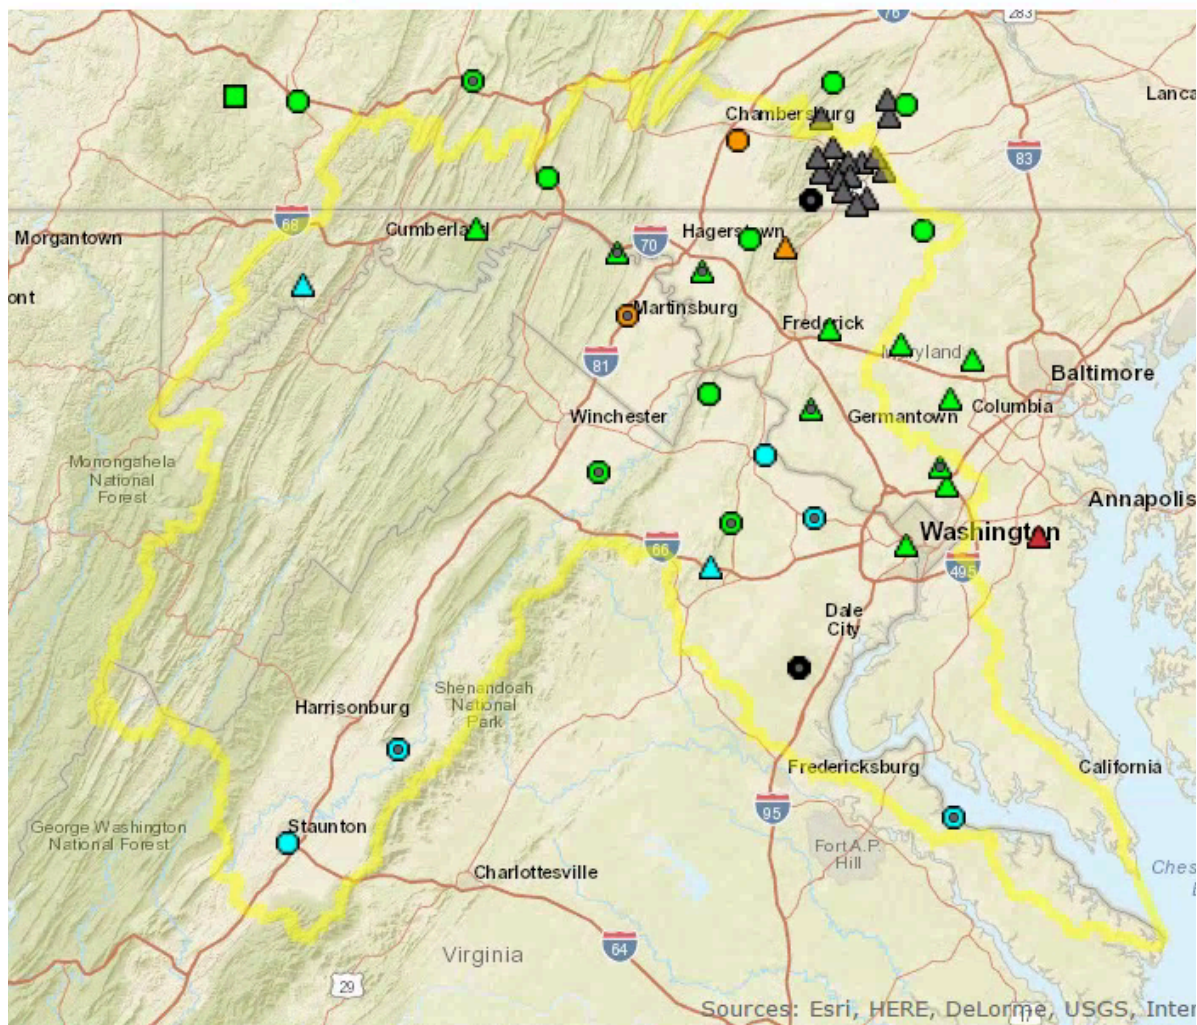 76
283
Chambersburg
Lanca
83
68
Morgantown
Cumberland
70
Hagerstown
ont
Martinsburg
Frederick
Maryland
81
Baltimore
Winchester
Germantown
Columbia
Monongahela
National
Forest
Annapolis
Washington
66
495
Dale
City
Shenandoah
National
Park
Harrisonburg
Fredericksburg
California
95
George Washington
National Forest
Staunton
Fort A.P.
Hill
Charlottesville
Ches
Virginia
64
29
17
Sources: Esri, HERE, DeLorme, USGS, Inter